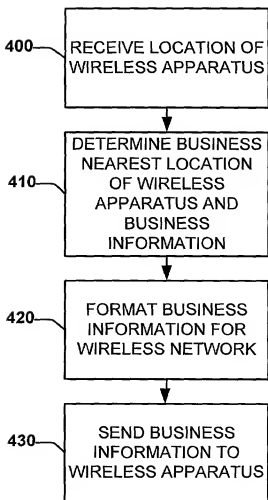 400
RECEIVE LOCATION OF
WIRELESS APPARATUS
410
DETERMINE BUSINESS
NEAREST LOCATION
OF WIRELESS
APPARATUS AND
BUSINESS
INFORMATION
420
FORMAT BUSINESS
INFORMATION FOR
WIRELESS NETWORK
430
SEND BUSINESS
INFORMATION TO
WIRELESS APPARATUS